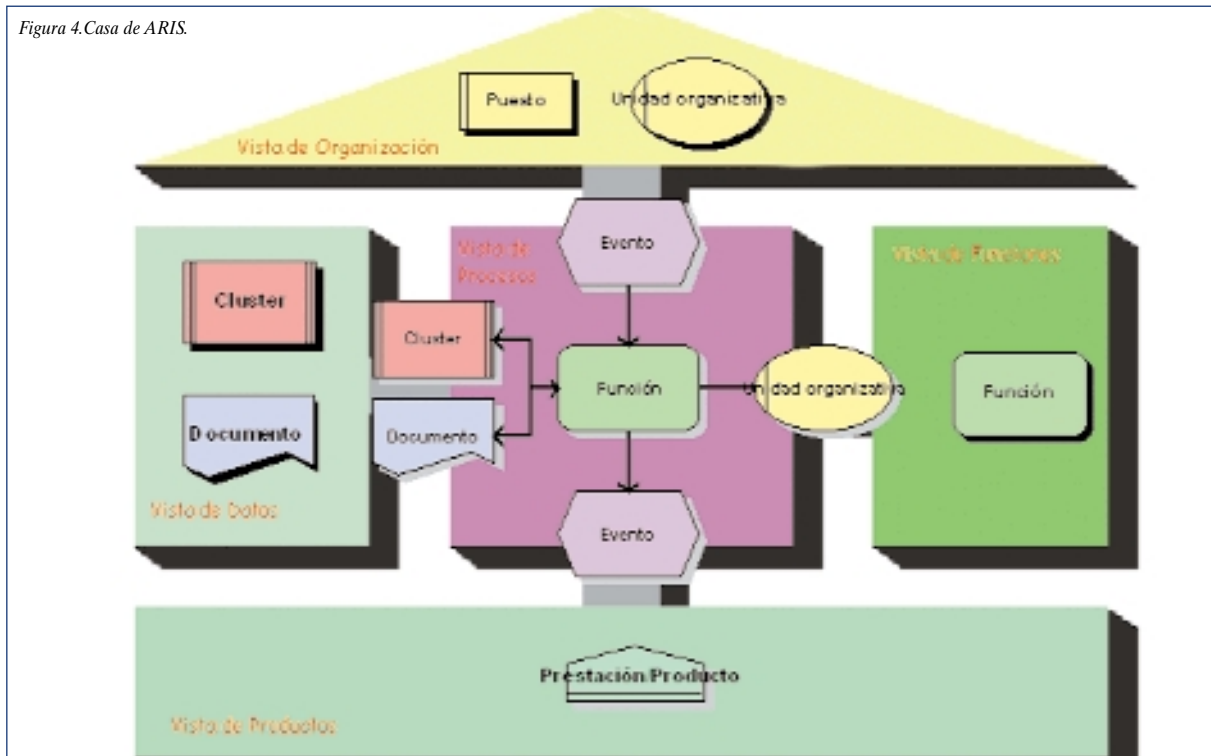 Figura 4.Casa de ARIS.
Puesto
Unidad organizativa
Vista de Organización
Evento
Vista de
Procesos
Vista de Funciones
Cluster
Cluster
Función
Unidad organizativa
Función
Documento
Documento
Vista de Datos
Evento
Prestación/Producto
Vista de Productos